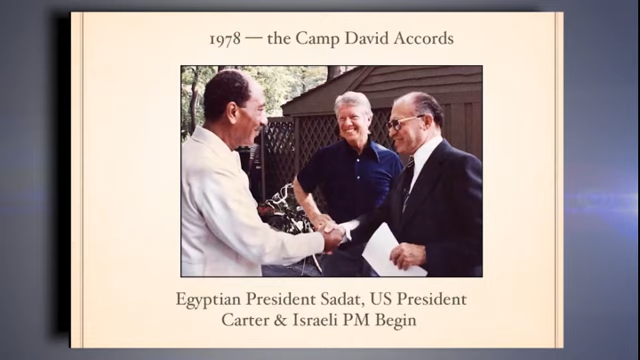 1978 — the Camp David Accords
Egyptian President Sadat, US President
Carter & Israeli PM Begin